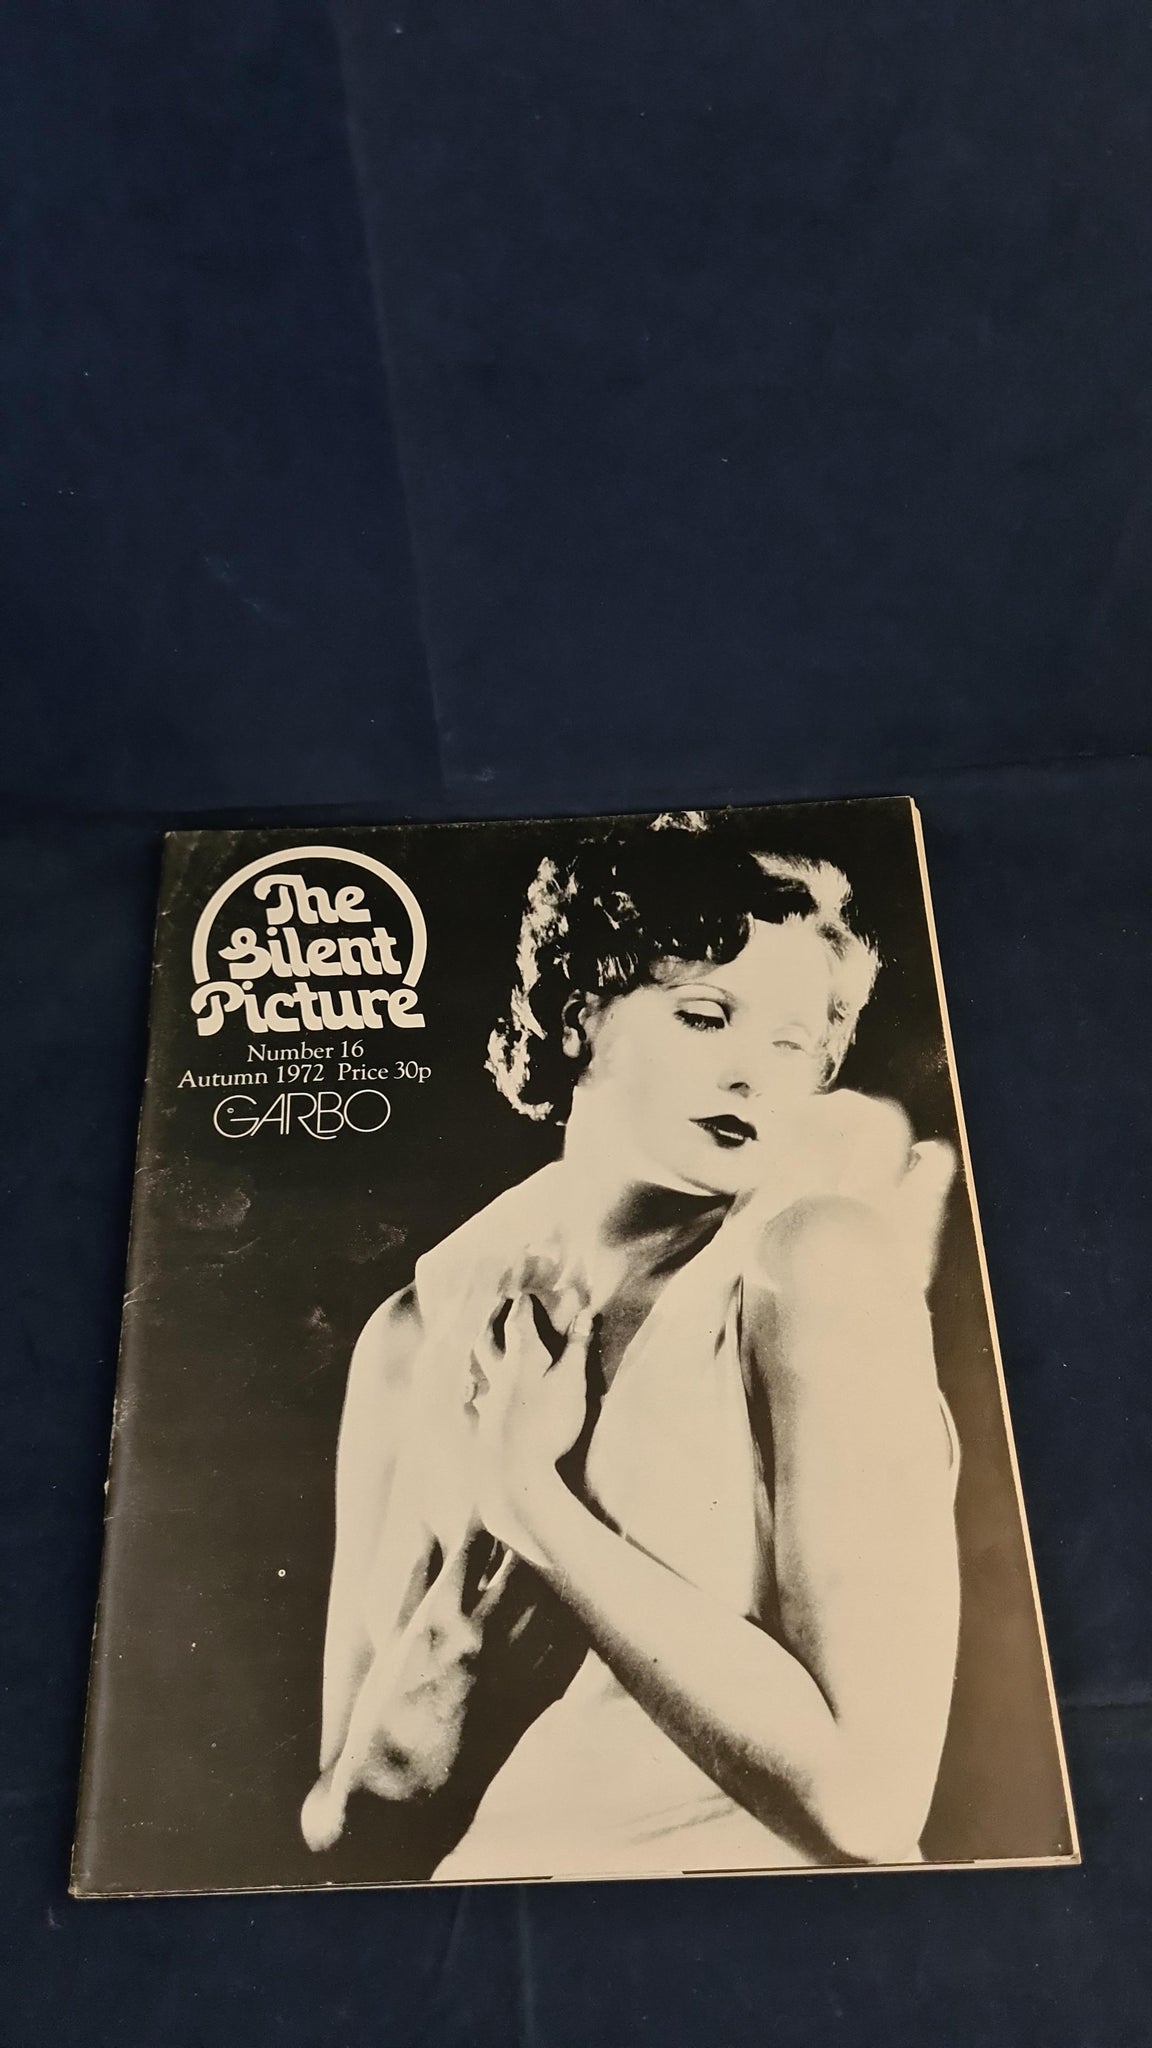 The
Silent
Picture
Number 16
Autumn 1972 Price 30p
GARBO